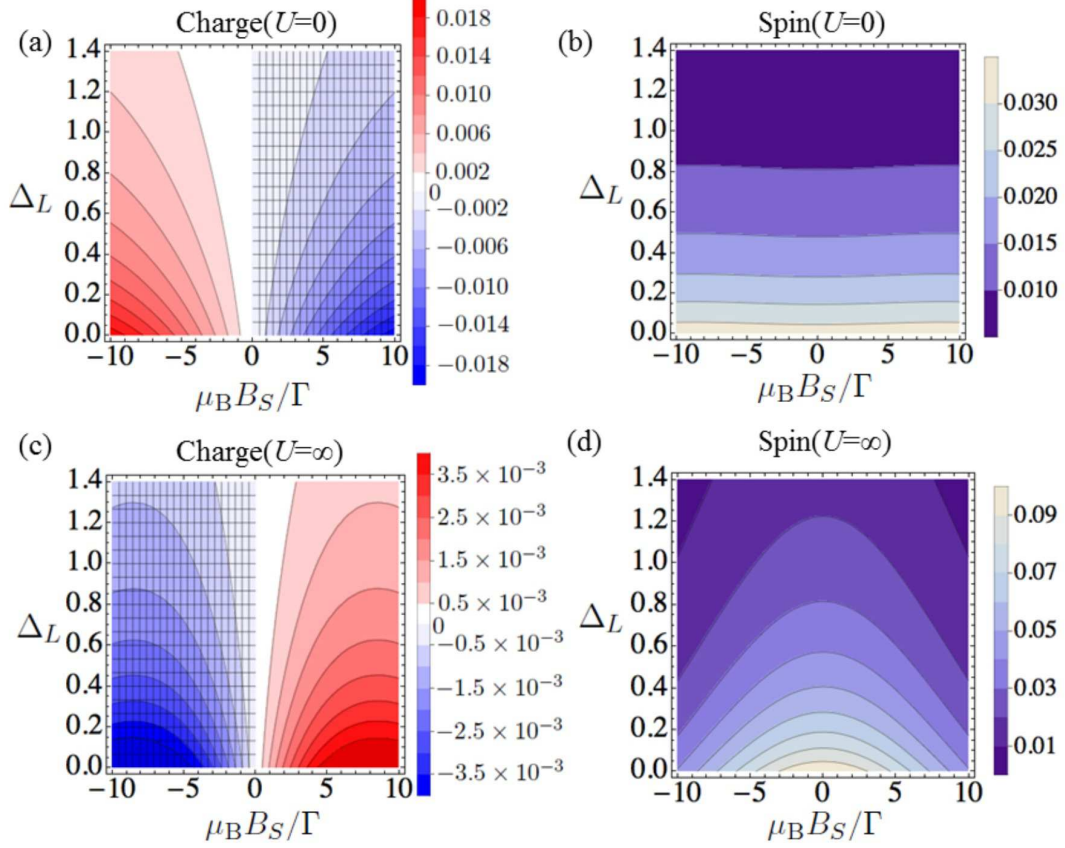 (a)
Charge(U=0)
1.4
1.2
1.0
0.8
0.6
0.4
0.2
0.0
Δ_L
−10 −5 0 5 10
μ_B B_S/Γ
0.018
0.014
0.010
0.006
0.002
0
−0.002
−0.006
−0.010
−0.014
−0.018
(b)
Spin(U=0)
1.4
1.2
1.0
0.8
0.6
0.4
0.2
0.0
Δ_L
−10 −5 0 5 10
μ_B B_S/Γ
0.030
0.025
0.020
0.015
0.010
(c)
Charge(U=∞)
1.4
1.2
1.0
0.8
0.6
0.4
0.2
0.0
Δ_L
−10 −5 0 5 10
μ_B B_S/Γ
3.5 × 10⁻³
2.5 × 10⁻³
1.5 × 10⁻³
0.5 × 10⁻³
0
−0.5 × 10⁻³
−1.5 × 10⁻³
−2.5 × 10⁻³
−3.5 × 10⁻³
(d)
Spin(U=∞)
1.4
1.2
1.0
0.8
0.6
0.4
0.2
0.0
Δ_L
−10 −5 0 5 10
μ_B B_S/Γ
0.09
0.07
0.05
0.03
0.01